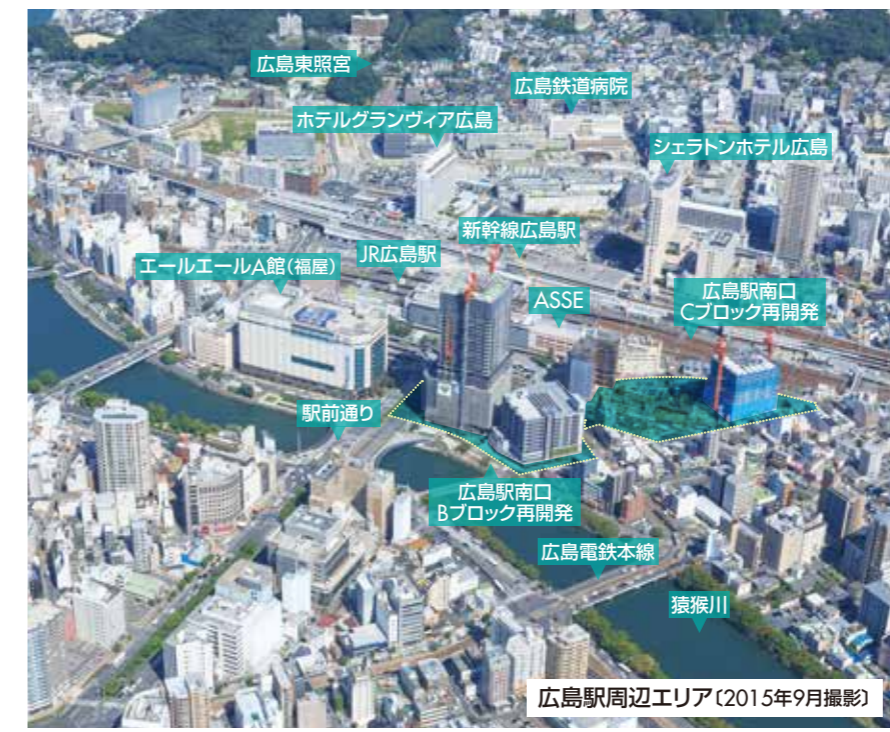 広島東照宮
広島鉄道病院
ホテルグランヴィア広島
シェラトンホテル広島
新幹線広島駅
JR広島駅
エールエールA館(福屋)
ASSE
広島駅南口
Cブロック再開発
駅前通り
広島駅南口
Bブロック再開発
広島電鉄本線
猿猴川
広島駅周辺エリア〔2015年9月撮影〕